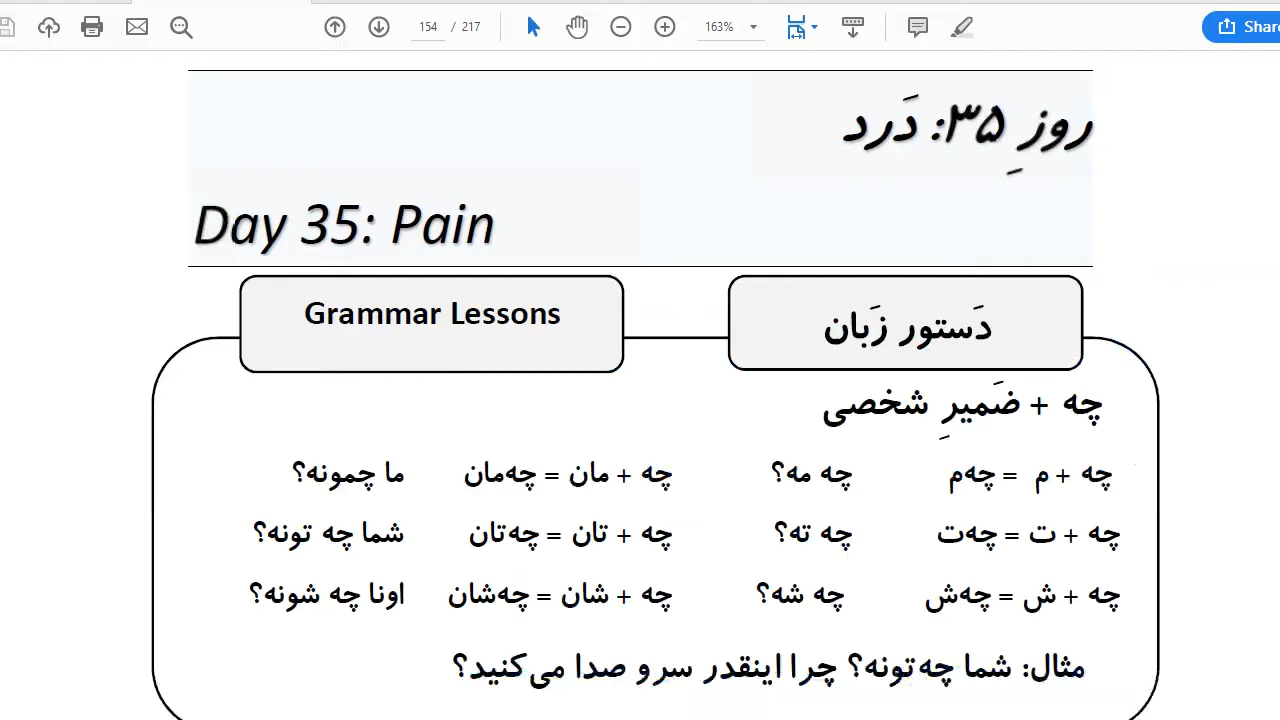 154 / 217
163%
Share
روزِ ۳۵: دَرد
Day 35: Pain
Grammar Lessons
دَستور زَبان
چه + ضَمیرِ شخصی
چه + م = چه‌م چه مه؟ چه + مان = چه‌مان ما چمونه؟
چه + ت = چه‌ت چه ته؟ چه + تان = چه‌تان شما چه تونه؟
چه + ش = چه‌ش چه شه؟ چه + شان = چه‌شان اونا چه شونه؟
مثال: شما چه‌تونه؟ چرا اینقدر سر و صدا می‌کنید؟